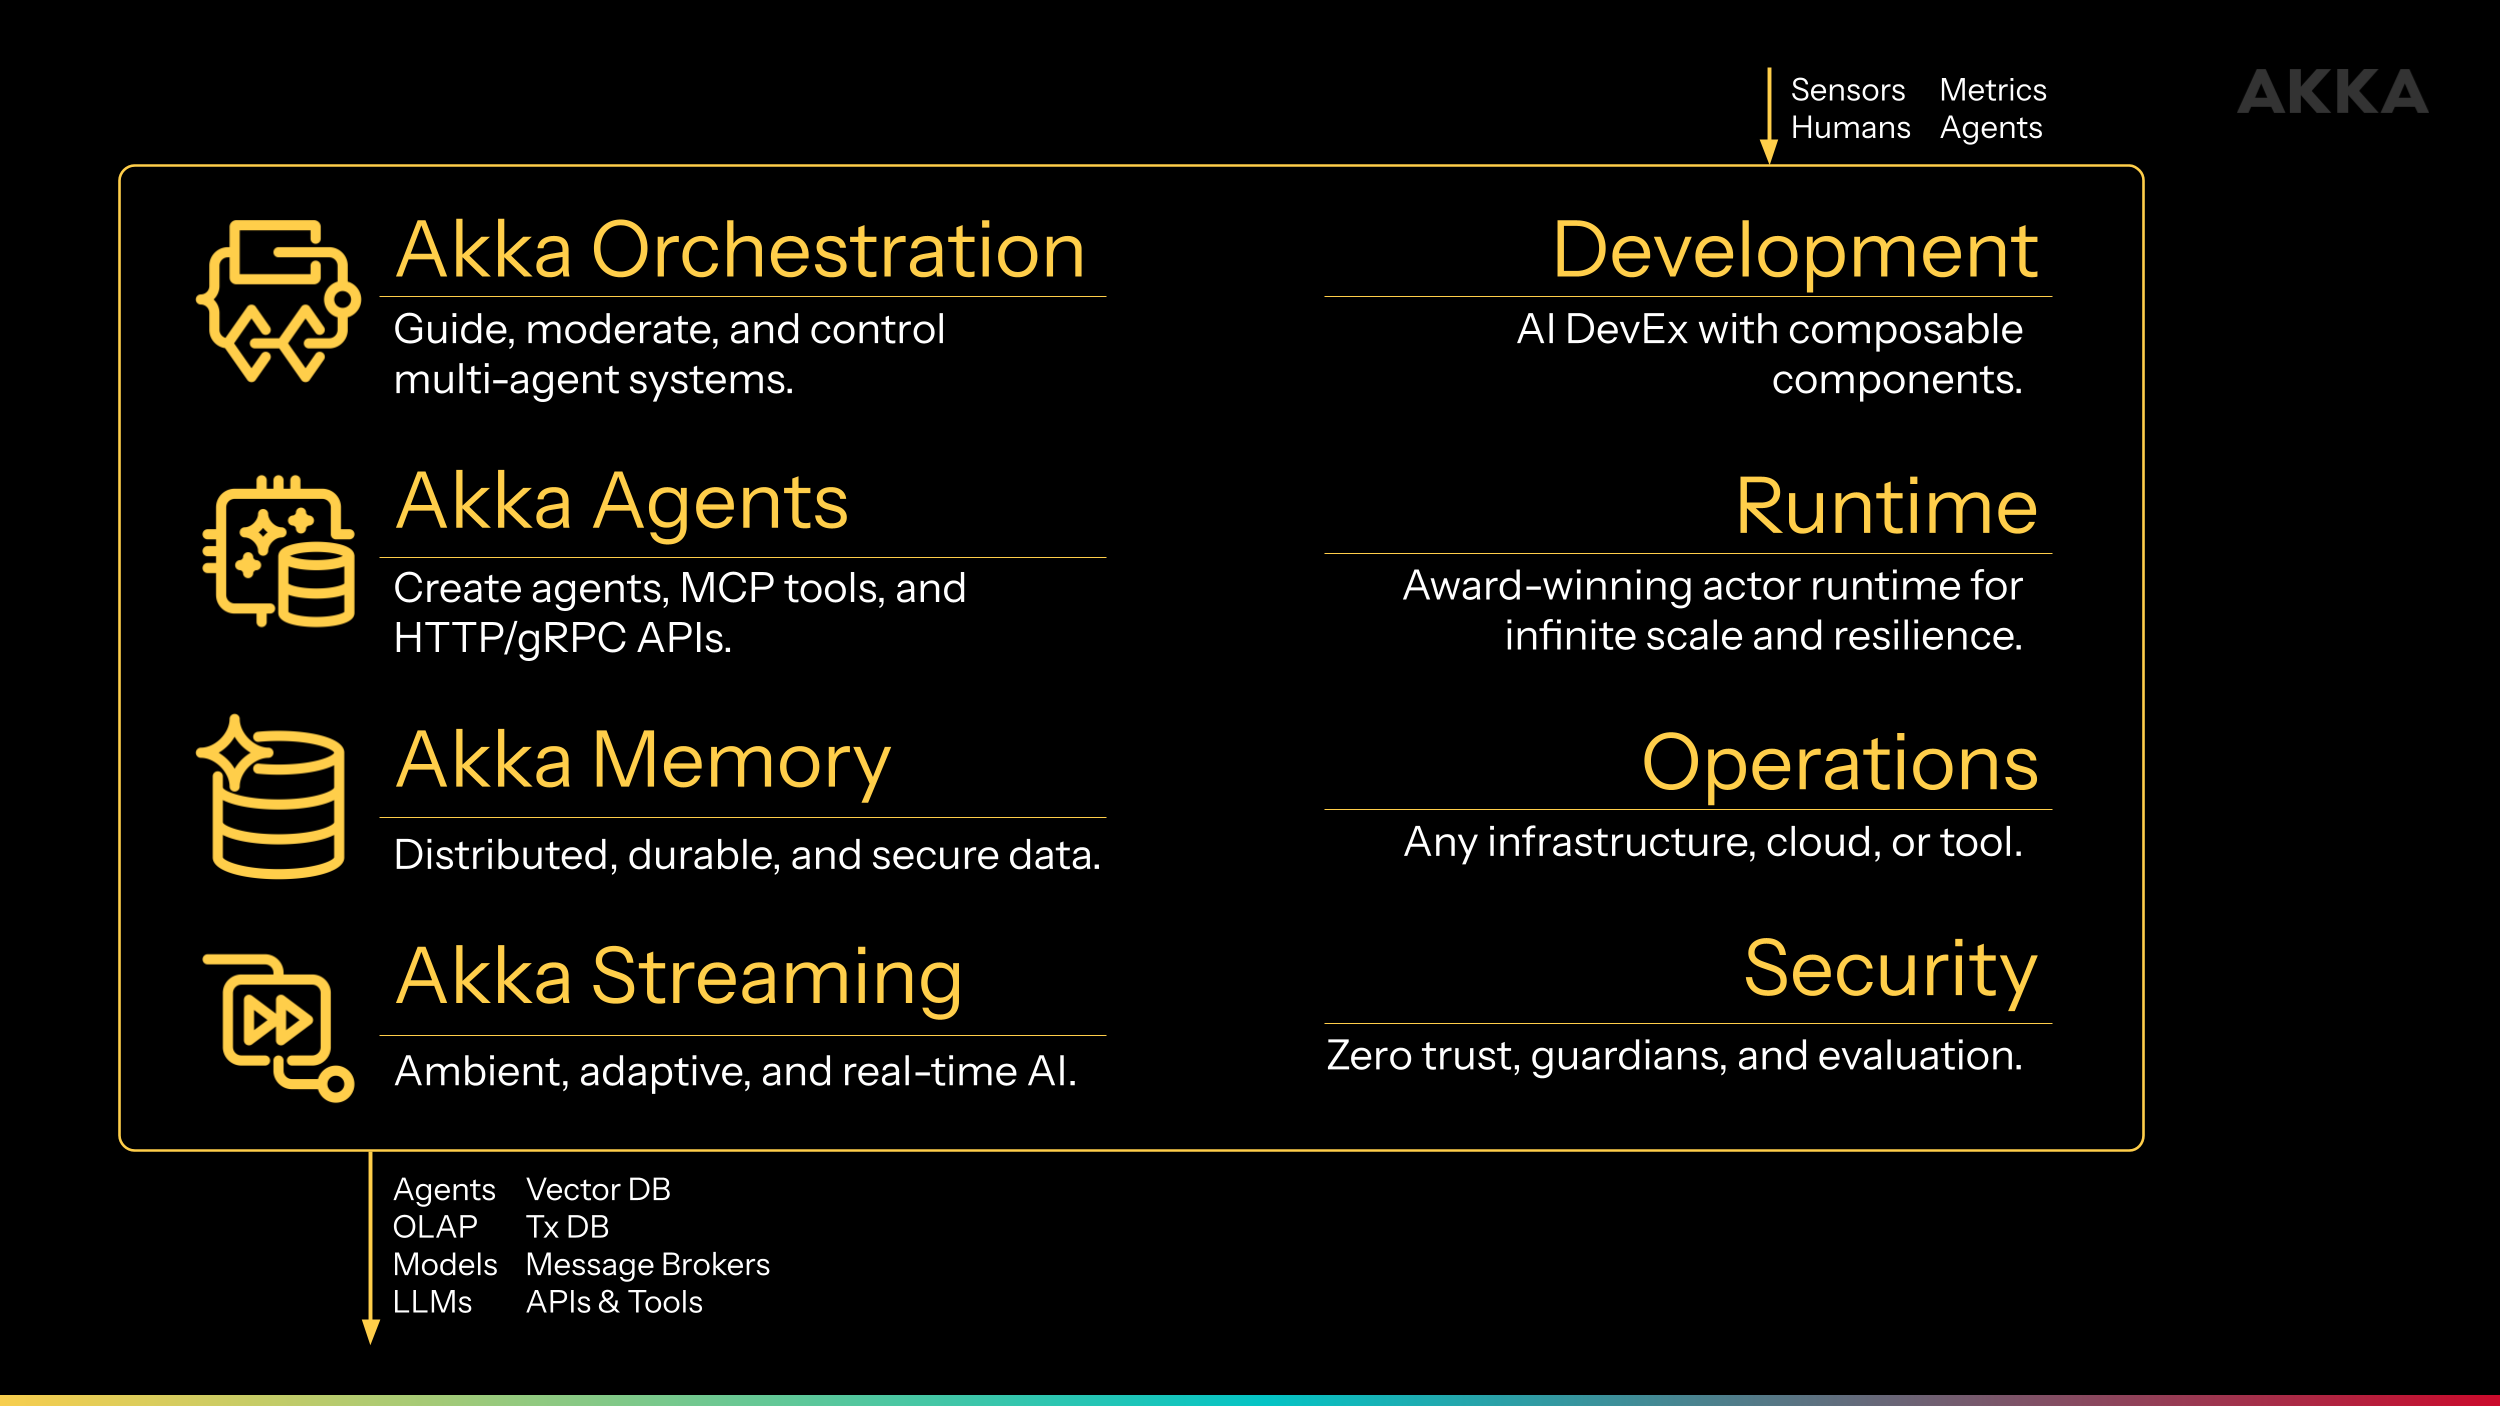 Sensors Metrics
Humans Agents
AKKA
Akka Orchestration
Guide, moderate, and control
multi-agent systems.
Development
AI DevEx with composable
components.
Akka Agents
Create agents, MCP tools, and
HTTP/gRPC APIs.
Runtime
Award-winning actor runtime for
infinite scale and resilience.
Akka Memory
Distributed, durable, and secure data.
Operations
Any infrastructure, cloud, or tool.
Akka Streaming
Ambient, adaptive, and real-time AI.
Security
Zero trust, guardians, and evaluation.
Agents Vector DB
OLAP Tx DB
Models Message Brokers
LLMs APIs & Tools